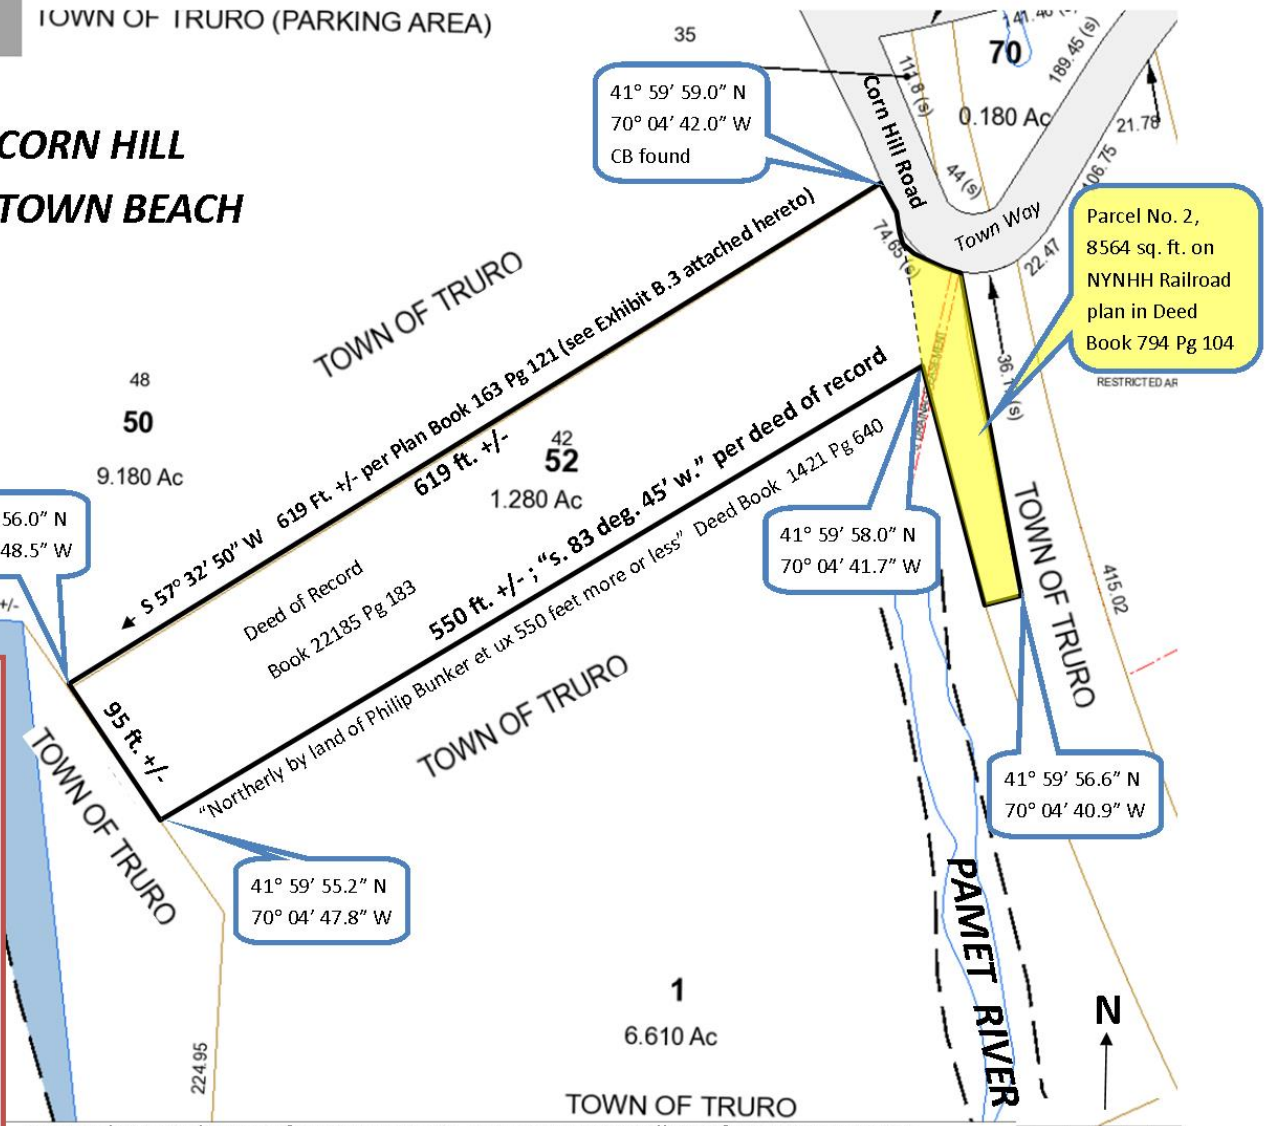 TOWN OF TRURO (PARKING AREA)
35
CORN HILL
TOWN BEACH
41° 59’ 59.0” N
70° 04’ 42.0” W
CB found
Corn Hill Road
111.8 (s)
70
0.180 Ac
189.45 (s)
21.78
106.75
44 (s)
Town Way
22.47
74.65 (s)
Parcel No. 2,
8564 sq. ft. on
NYNHH Railroad
plan in Deed
Book 794 Pg 104
RESTRICTED AR
TOWN OF TRURO
S 57° 32’ 50” W 619 Ft. +/- per Plan Book 163 Pg 121 (see Exhibit B.3 attached hereto)
619 ft. +/-
48
50
9.180 Ac
42
52
1.280 Ac
56.0” N
48.5” W
+/-
Deed of Record
Book 22185 Pg 183
550 ft. +/- ; “s. 83 deg. 45’ w.” per deed of record
“Northerly by land of Philip Bunker et ux 550 feet more or less” Deed Book 1421 Pg 640
41° 59’ 58.0” N
70° 04’ 41.7” W
TOWN OF TRURO
415.02
95 ft. +/-
TOWN OF TRURO
TOWN OF TRURO
41° 59’ 56.6” N
70° 04’ 40.9” W
41° 59’ 55.2” N
70° 04’ 47.8” W
PAMET RIVER
1
6.610 Ac
N
224.95
TOWN OF TRURO